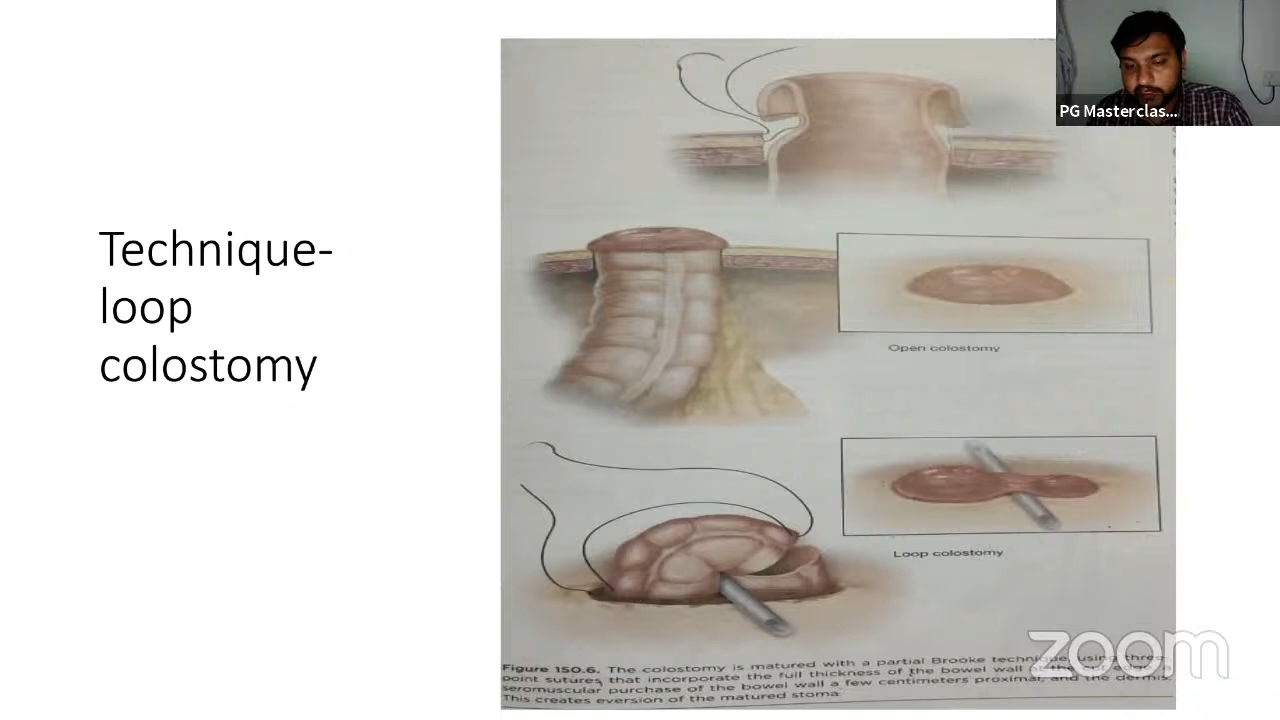 PG Masterclas...
Technique-
loop
colostomy
Open colostomy
Loop colostomy
zoom
Figure 150.6. The colostomy is matured with a partial Brooke technique, using three-
point sutures, that incorporate the full thickness of the bowel wall at the cut edge, a
seromuscular purchase of the bowel wall a few centimeters proximal, and the dermis.
This creates eversion of the matured stoma.